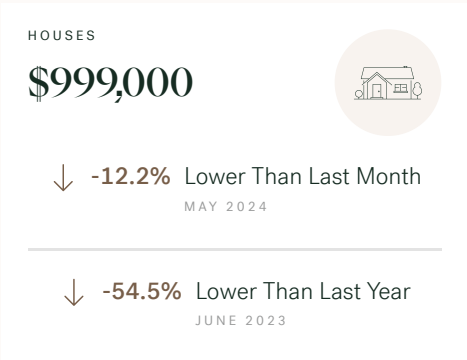 HOUSES
$999,000
-12.2% Lower Than Last Month
MAY 2024
-54.5% Lower Than Last Year
JUNE 2023